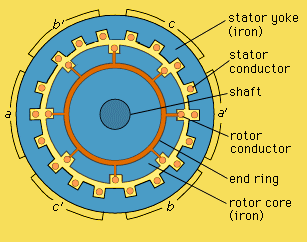 b′
c
stator yoke
(iron)
stator
conductor
shaft
a
a′
rotor
conductor
end ring
rotor core
(iron)
c′
b